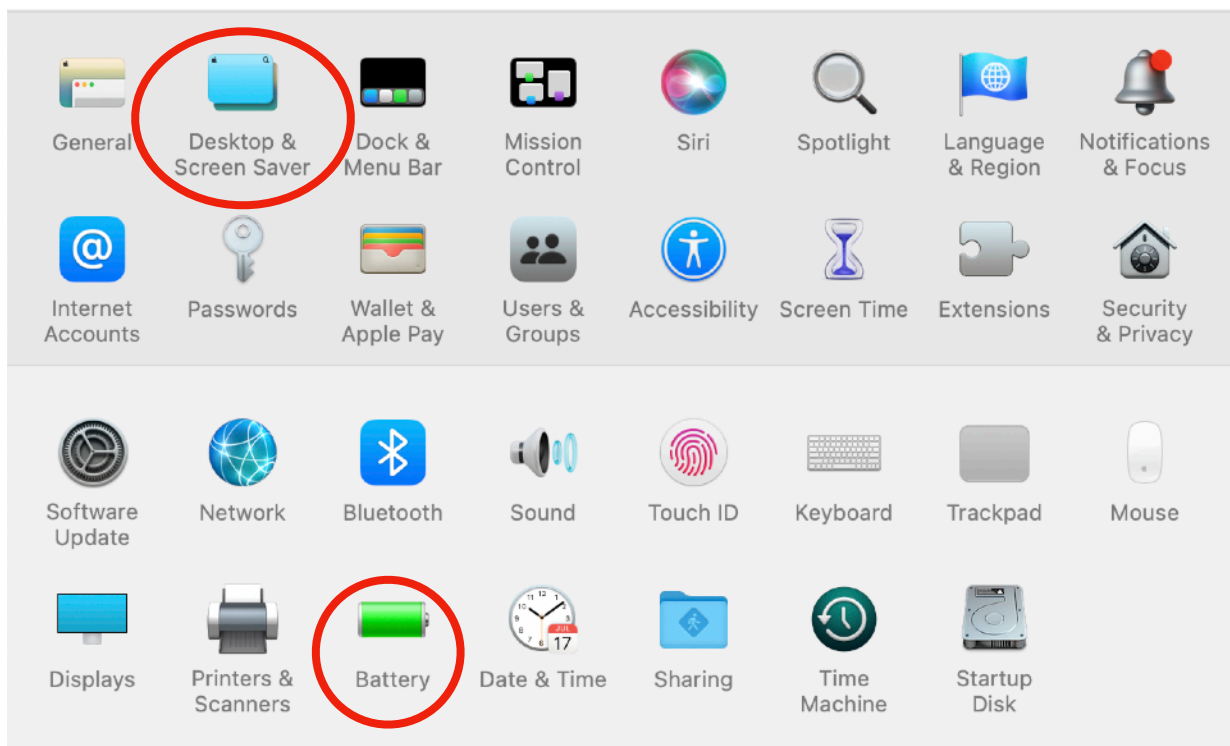 General
Desktop &
Screen Saver
Dock &
Menu Bar
Mission
Control
Siri
Spotlight
Language
& Region
Notifications
& Focus
Internet
Accounts
Passwords
Wallet &
Apple Pay
Users &
Groups
Accessibility
Screen Time
Extensions
Security
& Privacy
Software
Update
Network
Bluetooth
Sound
Touch ID
Keyboard
Trackpad
Mouse
Displays
Printers &
Scanners
Battery
JUL
17
Date & Time
Sharing
Time
Machine
Startup
Disk